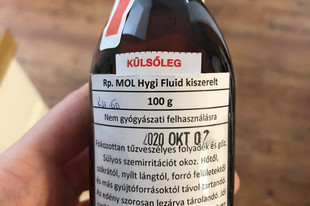 KÜLSŐLEG
Rp. MOL Hygi Fluid kiszerelt
100 g
Nem gyógyászati felhasználásra
2020 OKT 0
Fokozottan tűzveszélyes folyadék és gőz.
Súlyos szemirritációt okoz. Hőtől,
szikrától, nyílt lángtól, forró felületektől
és más gyújtóforrásoktól távol tartandó.
Az edény szorosan lezárva tárolandó.